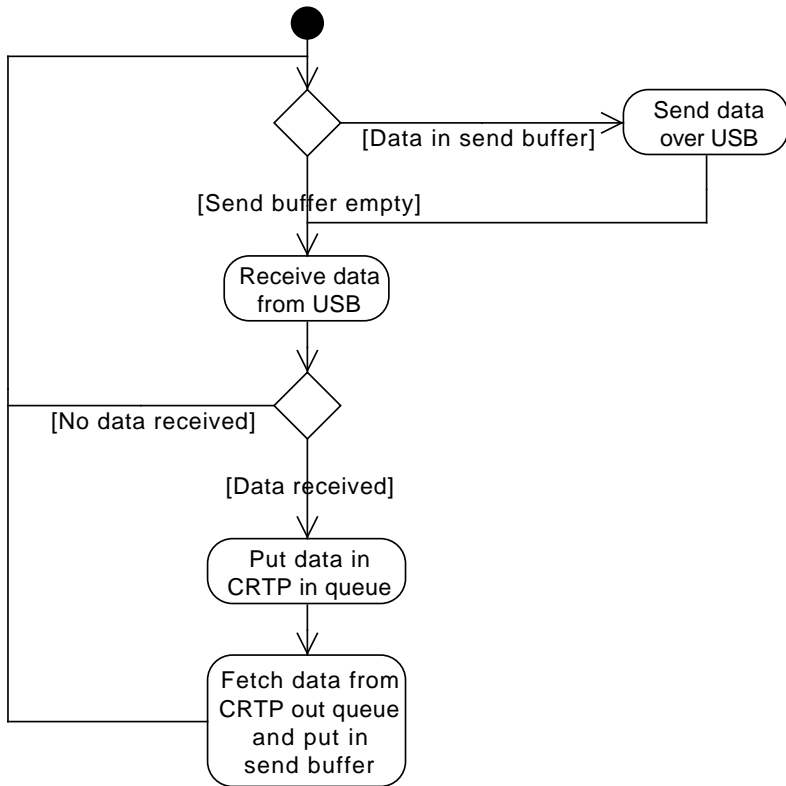 Send data
over USB
[Data in send buffer]
[Send buffer empty]
Receive data
from USB
[No data received]
[Data received]
Put data in
CRTP in queue
Fetch data from
CRTP out queue
and put in
send buffer